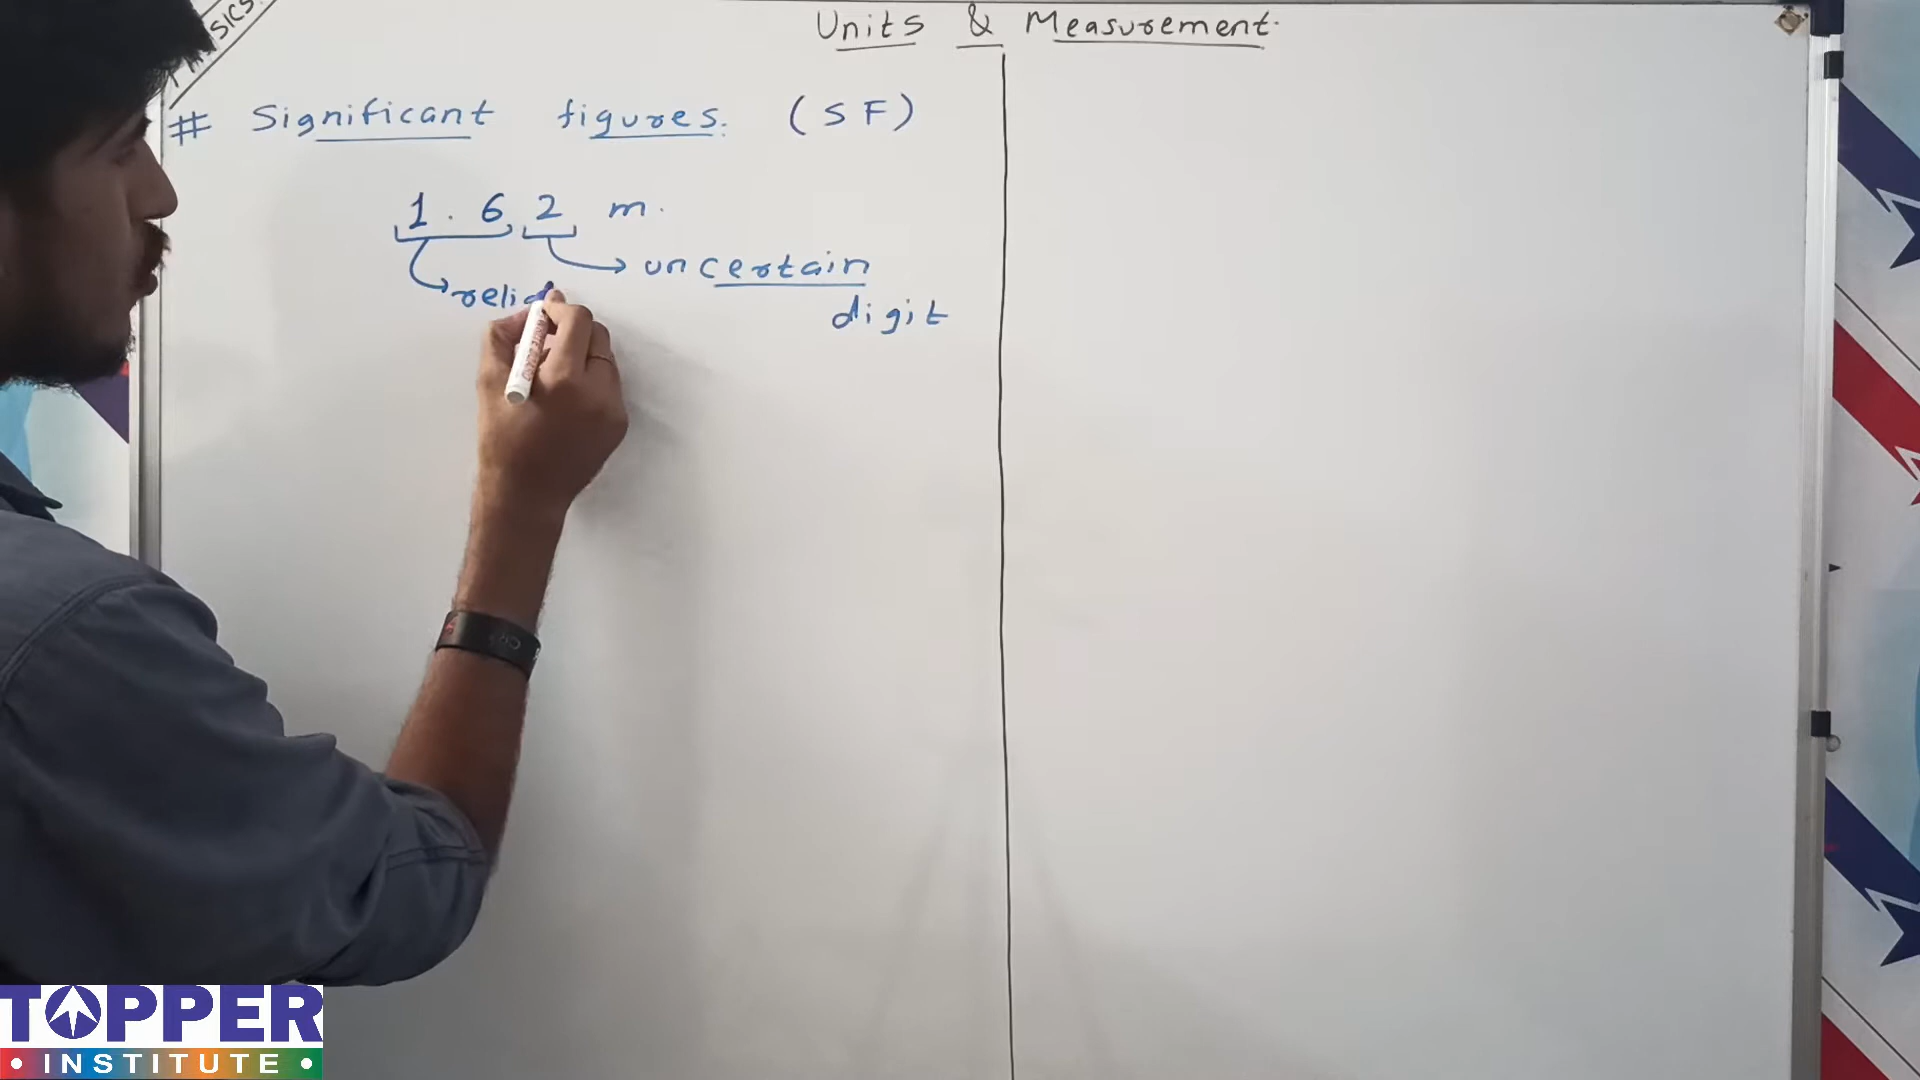 Units & Measurement.
# Significant figures. (SF)
1.62 m.
uncertain
digit
TOPPER
• INSTITUTE •